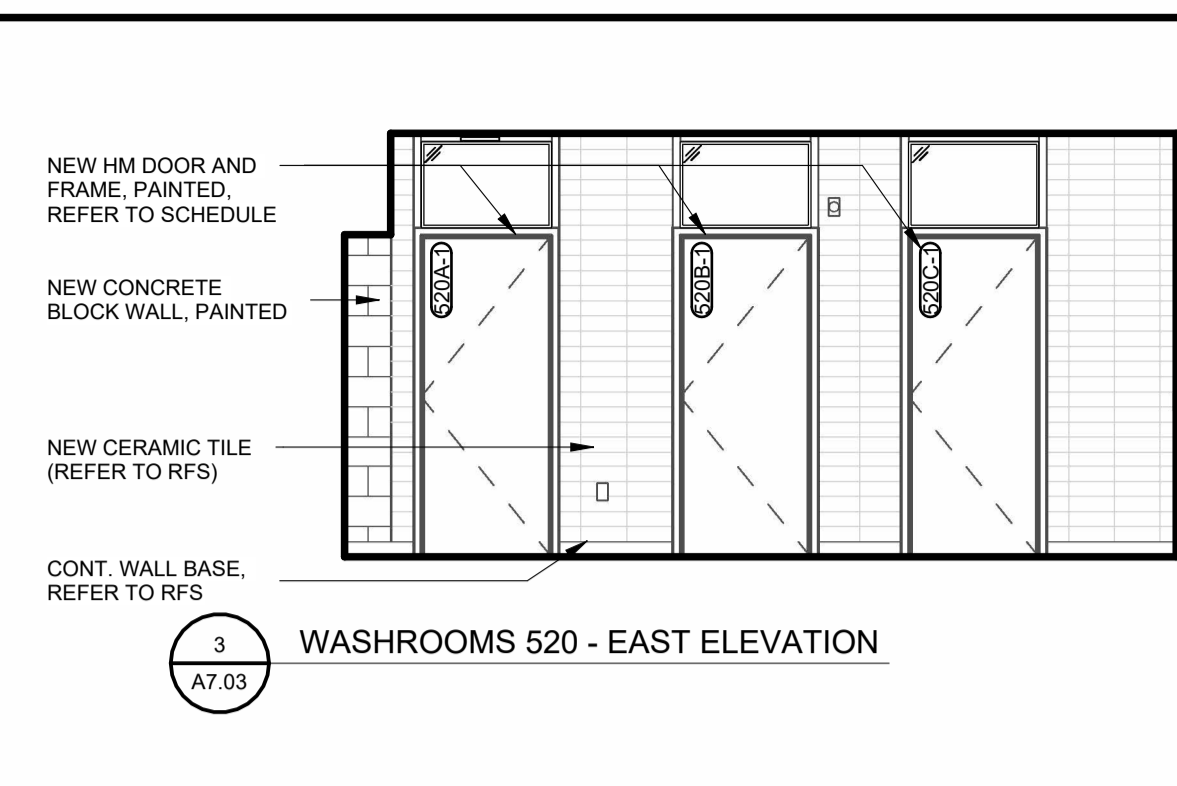 NEW HM DOOR AND
FRAME, PAINTED,
REFER TO SCHEDULE
NEW CONCRETE
BLOCK WALL, PAINTED
NEW CERAMIC TILE
(REFER TO RFS)
CONT. WALL BASE,
REFER TO RFS
520A-1
520B-1
520C-1
3
A7.03
WASHROOMS 520 - EAST ELEVATION